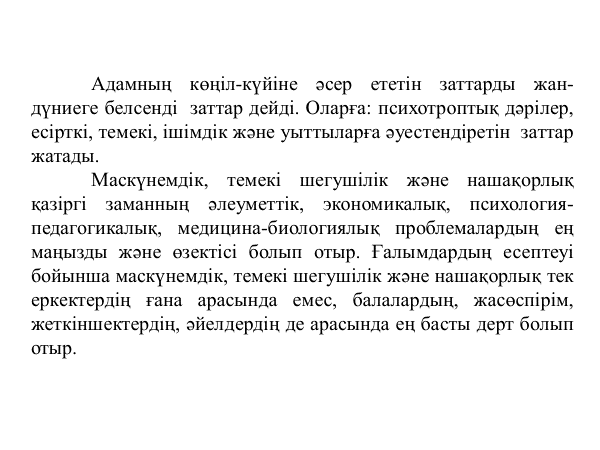 Адамның көңіл-күйіне әсер ететін заттарды жан-
дүниеге белсенді заттар дейді. Оларға: психотроптық дәрілер,
есірткі, темекі, ішімдік және уыттыларға әуестендіретін заттар
жатады.
Маскүнемдік, темекі шегушілік және нашақорлық
қазіргі заманның әлеуметтік, экономикалық, психология-
педагогикалық, медицина-биологиялық проблемалардың ең
маңызды және өзектісі болып отыр. Ғалымдардың есептеуі
бойынша маскүнемдік, темекі шегушілік және нашақорлық тек
еркектердің ғана арасында емес, балалардың, жасөспірім,
жеткіншектердің, әйелдердің де арасында ең басты дерт болып
отыр.